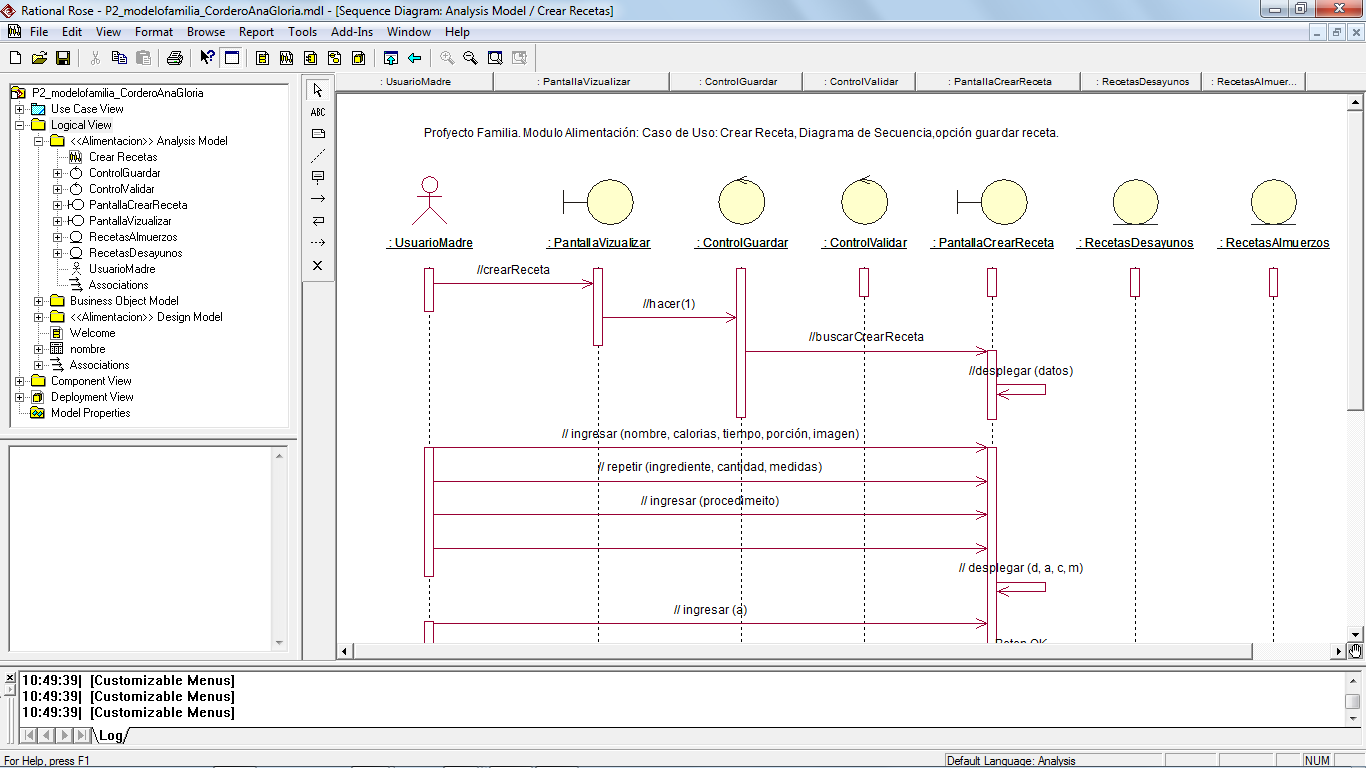 Rational Rose - P2_modelofamilia_CorderoAnaGloria.mdl - [Sequence Diagram: Analysis Model / Crear Recetas]
File Edit View Format Browse Report Tools Add-Ins Window Help
P2_modelofamilia_CorderoAnaGloria
Use Case View
Logical View
<<Alimentacion>> Analysis Model
Crear Recetas
ControlGuardar
ControlValidar
PantallaCrearReceta
PantallaVizualizar
RecetasAlmuerzos
RecetasDesayunos
UsuarioMadre
Associations
Business Object Model
<<Alimentacion>> Design Model
Welcome
nombre
Associations
Component View
Deployment View
Model Properties
ABC
: UsuarioMadre : PantallaVizualizar : ControlGuardar : ControlValidar : PantallaCrearReceta : RecetasDesayunos : RecetasAlmuer...
Profyecto Familia. Modulo Alimentación: Caso de Uso: Crear Receta, Diagrama de Secuencia,opción guardar receta.
: UsuarioMadre : PantallaVizualizar : ControlGuardar : ControlValidar : PantallaCrearReceta : RecetasDesayunos : RecetasAlmuerzos
//crearReceta
//hacer(1)
//buscarCrearReceta
//desplegar (datos)
// ingresar (nombre, calorias, tiempo, porción, imagen)
// repetir (ingrediente, cantidad, medidas)
// ingresar (procedimeito)
// desplegar (d, a, c, m)
// ingresar (a)
Boton OK
10:49:39| [Customizable Menus]
10:49:39| [Customizable Menus]
10:49:39| [Customizable Menus]
Log
For Help, press F1
Default Language: Analysis
NUM